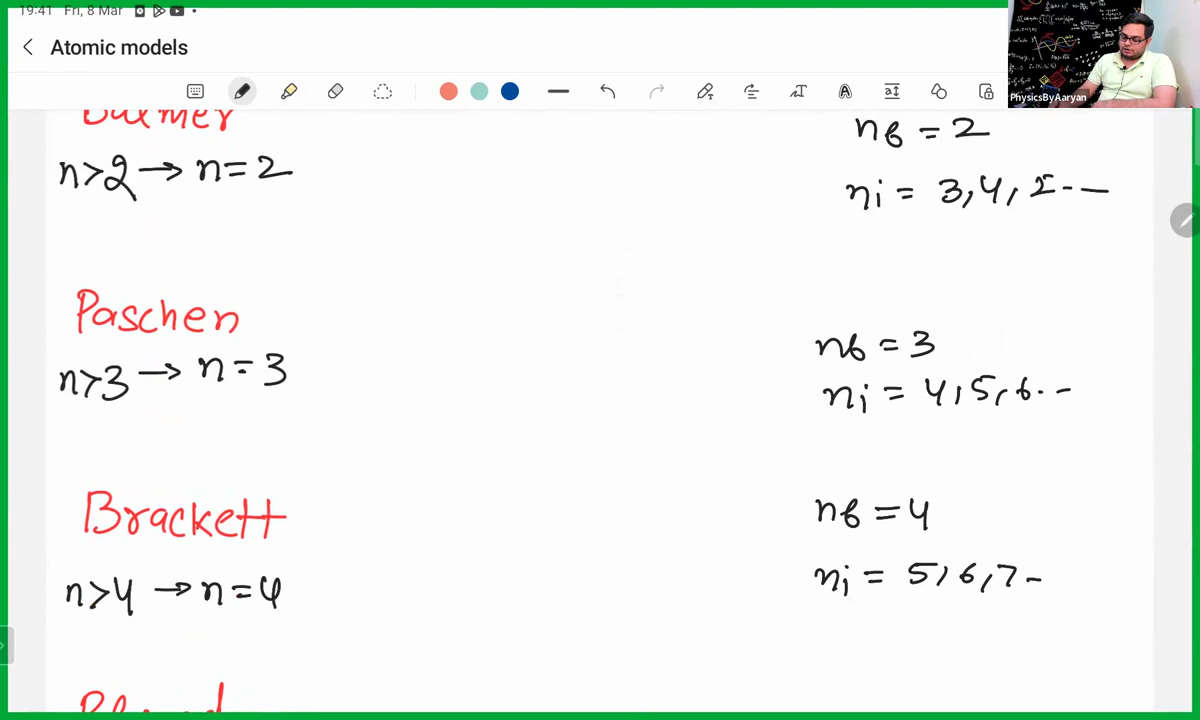 19:41 Fri, 8 Mar
Atomic models
PhysicsByAaryan
Balmer
n>2 → n = 2
nf = 2
ni = 3, 4, 5 - —
Paschen
n>3 → n = 3
nf = 3
ni = 4, 5, 6 . -
Brackett
n>4 → n = 4
nf = 4
ni = 5, 6, 7 -